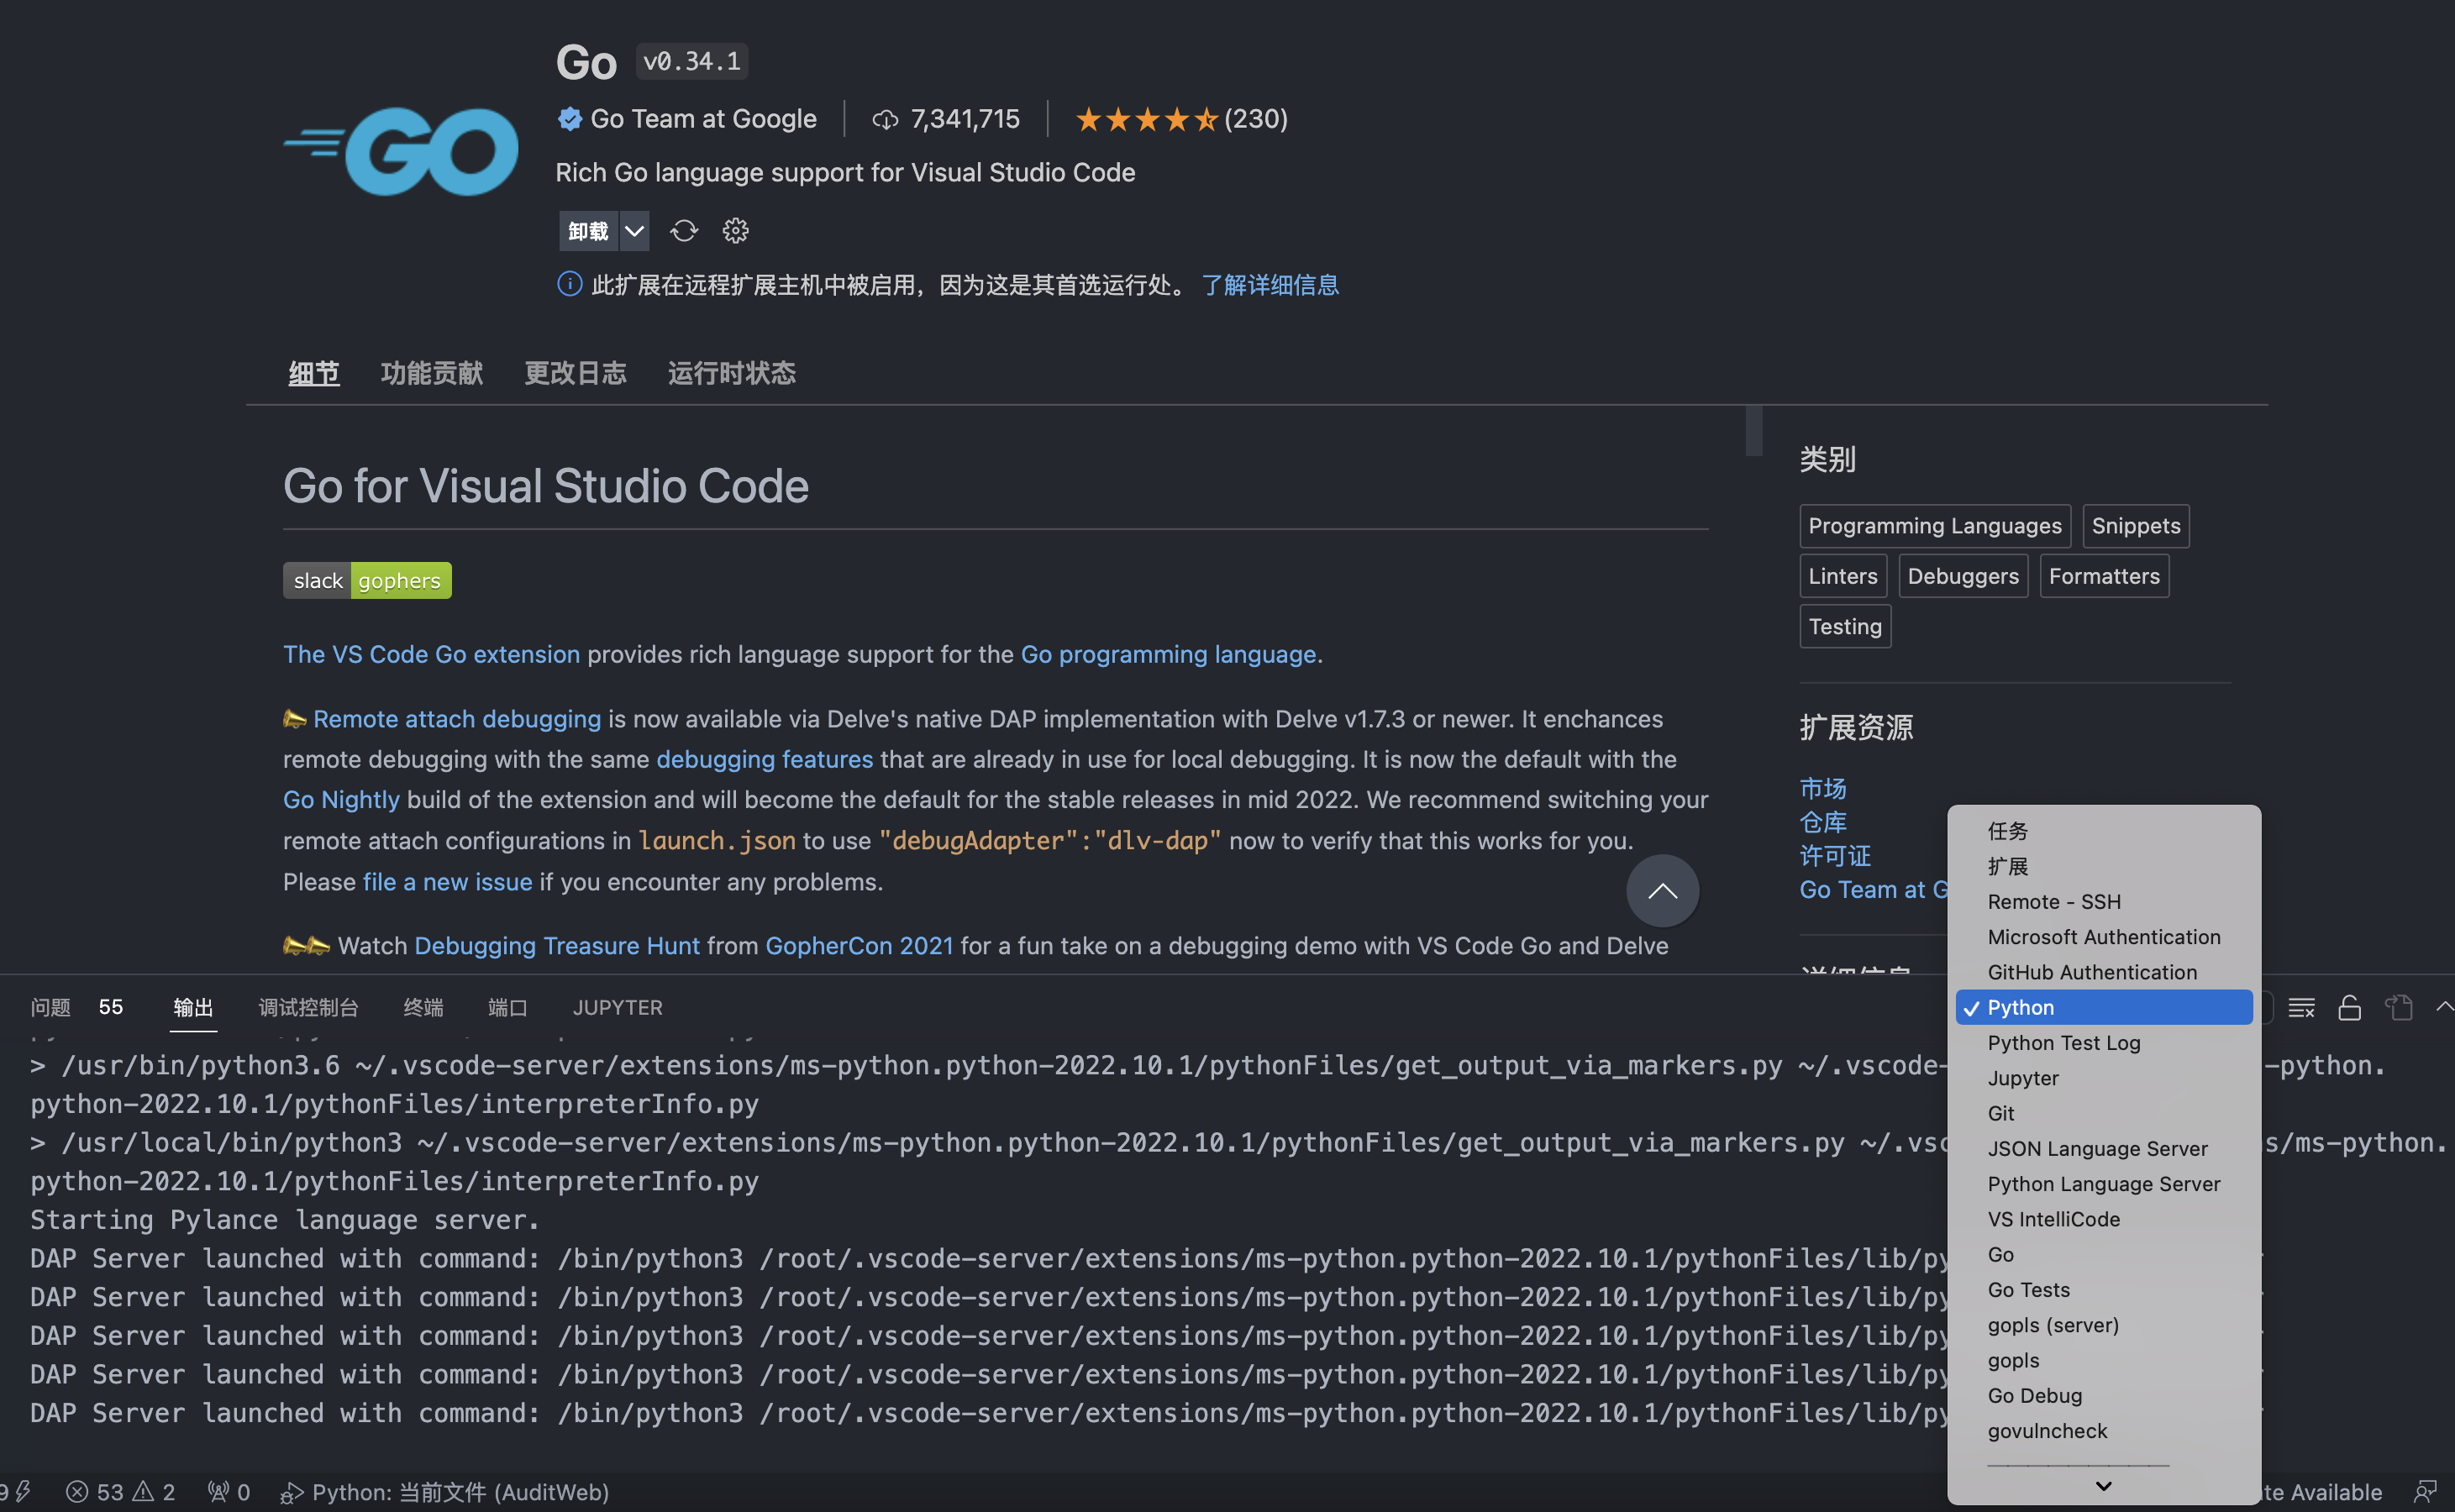 Go v0.34.1
GO
Go Team at Google 7,341,715 (230)
Rich Go language support for Visual Studio Code
卸载
此扩展在远程扩展主机中被启用，因为这是其首选运行处。 了解详细信息
细节 功能贡献 更改日志 运行时状态
Go for Visual Studio Code
slack gophers
The VS Code Go extension provides rich language support for the Go programming language.
Remote attach debugging is now available via Delve's native DAP implementation with Delve v1.7.3 or newer. It enchances
remote debugging with the same debugging features that are already in use for local debugging. It is now the default with the
Go Nightly build of the extension and will become the default for the stable releases in mid 2022. We recommend switching your
remote attach configurations in launch.json to use "debugAdapter":"dlv-dap" now to verify that this works for you.
Please file a new issue if you encounter any problems.
Watch Debugging Treasure Hunt from GopherCon 2021 for a fun take on a debugging demo with VS Code Go and Delve
类别
Programming Languages Snippets
Linters Debuggers Formatters
Testing
扩展资源
市场
仓库
许可证
Go Team at G
详细信息
任务
扩展
Remote - SSH
Microsoft Authentication
GitHub Authentication
Python
Python Test Log
Jupyter
Git
JSON Language Server
Python Language Server
VS IntelliCode
Go
Go Tests
gopls (server)
gopls
Go Debug
govulncheck
问题 55 输出 调试控制台 终端 端口 JUPYTER
> /usr/bin/python3.6 ~/.vscode-server/extensions/ms-python.python-2022.10.1/pythonFiles/get_output_via_markers.py ~/.vscode- -python.
python-2022.10.1/pythonFiles/interpreterInfo.py
> /usr/local/bin/python3 ~/.vscode-server/extensions/ms-python.python-2022.10.1/pythonFiles/get_output_via_markers.py ~/.vsc s/ms-python.
python-2022.10.1/pythonFiles/interpreterInfo.py
Starting Pylance language server.
DAP Server launched with command: /bin/python3 /root/.vscode-server/extensions/ms-python.python-2022.10.1/pythonFiles/lib/py
DAP Server launched with command: /bin/python3 /root/.vscode-server/extensions/ms-python.python-2022.10.1/pythonFiles/lib/py
DAP Server launched with command: /bin/python3 /root/.vscode-server/extensions/ms-python.python-2022.10.1/pythonFiles/lib/py
DAP Server launched with command: /bin/python3 /root/.vscode-server/extensions/ms-python.python-2022.10.1/pythonFiles/lib/py
DAP Server launched with command: /bin/python3 /root/.vscode-server/extensions/ms-python.python-2022.10.1/pythonFiles/lib/py
9 53 2 0 Python: 当前文件 (AuditWeb) te Available